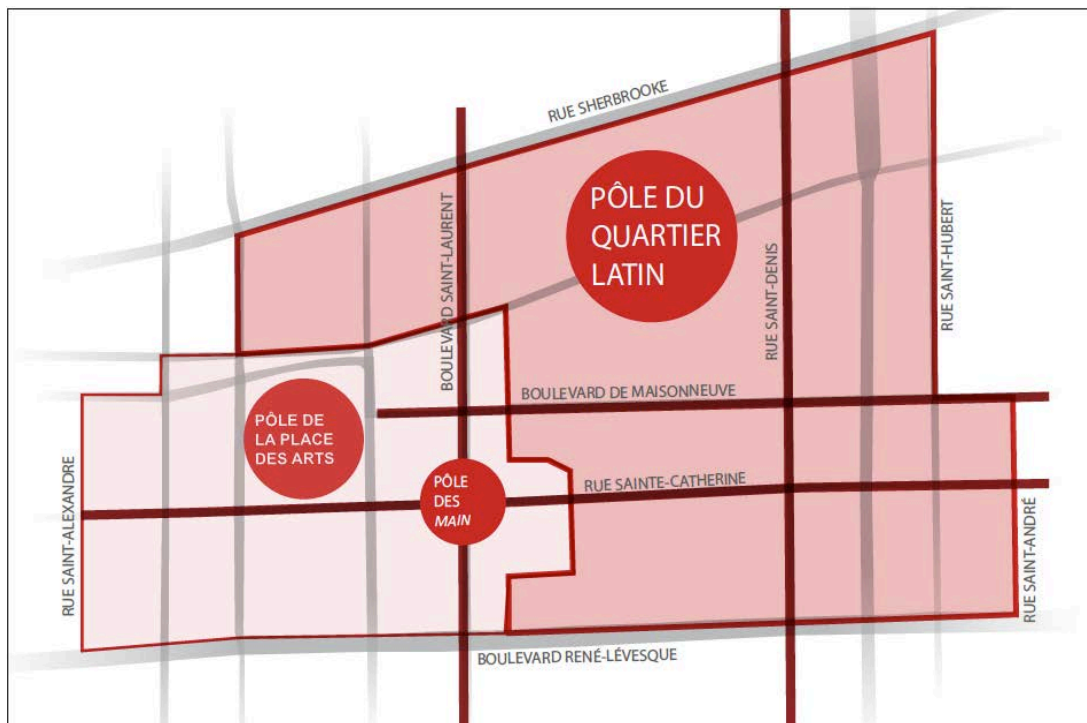 RUE SHERBROOKE
PÔLE DU
QUARTIER
LATIN
BOULEVARD SAINT-LAURENT
RUE SAINT-DENIS
RUE SAINT-HUBERT
BOULEVARD DE MAISONNEUVE
PÔLE DE
LA PLACE
DES ARTS
PÔLE
DES
MAIN
RUE SAINTE-CATHERINE
RUE SAINT-ALEXANDRE
RUE SAINT-ANDRÉ
BOULEVARD RENÉ-LÉVESQUE